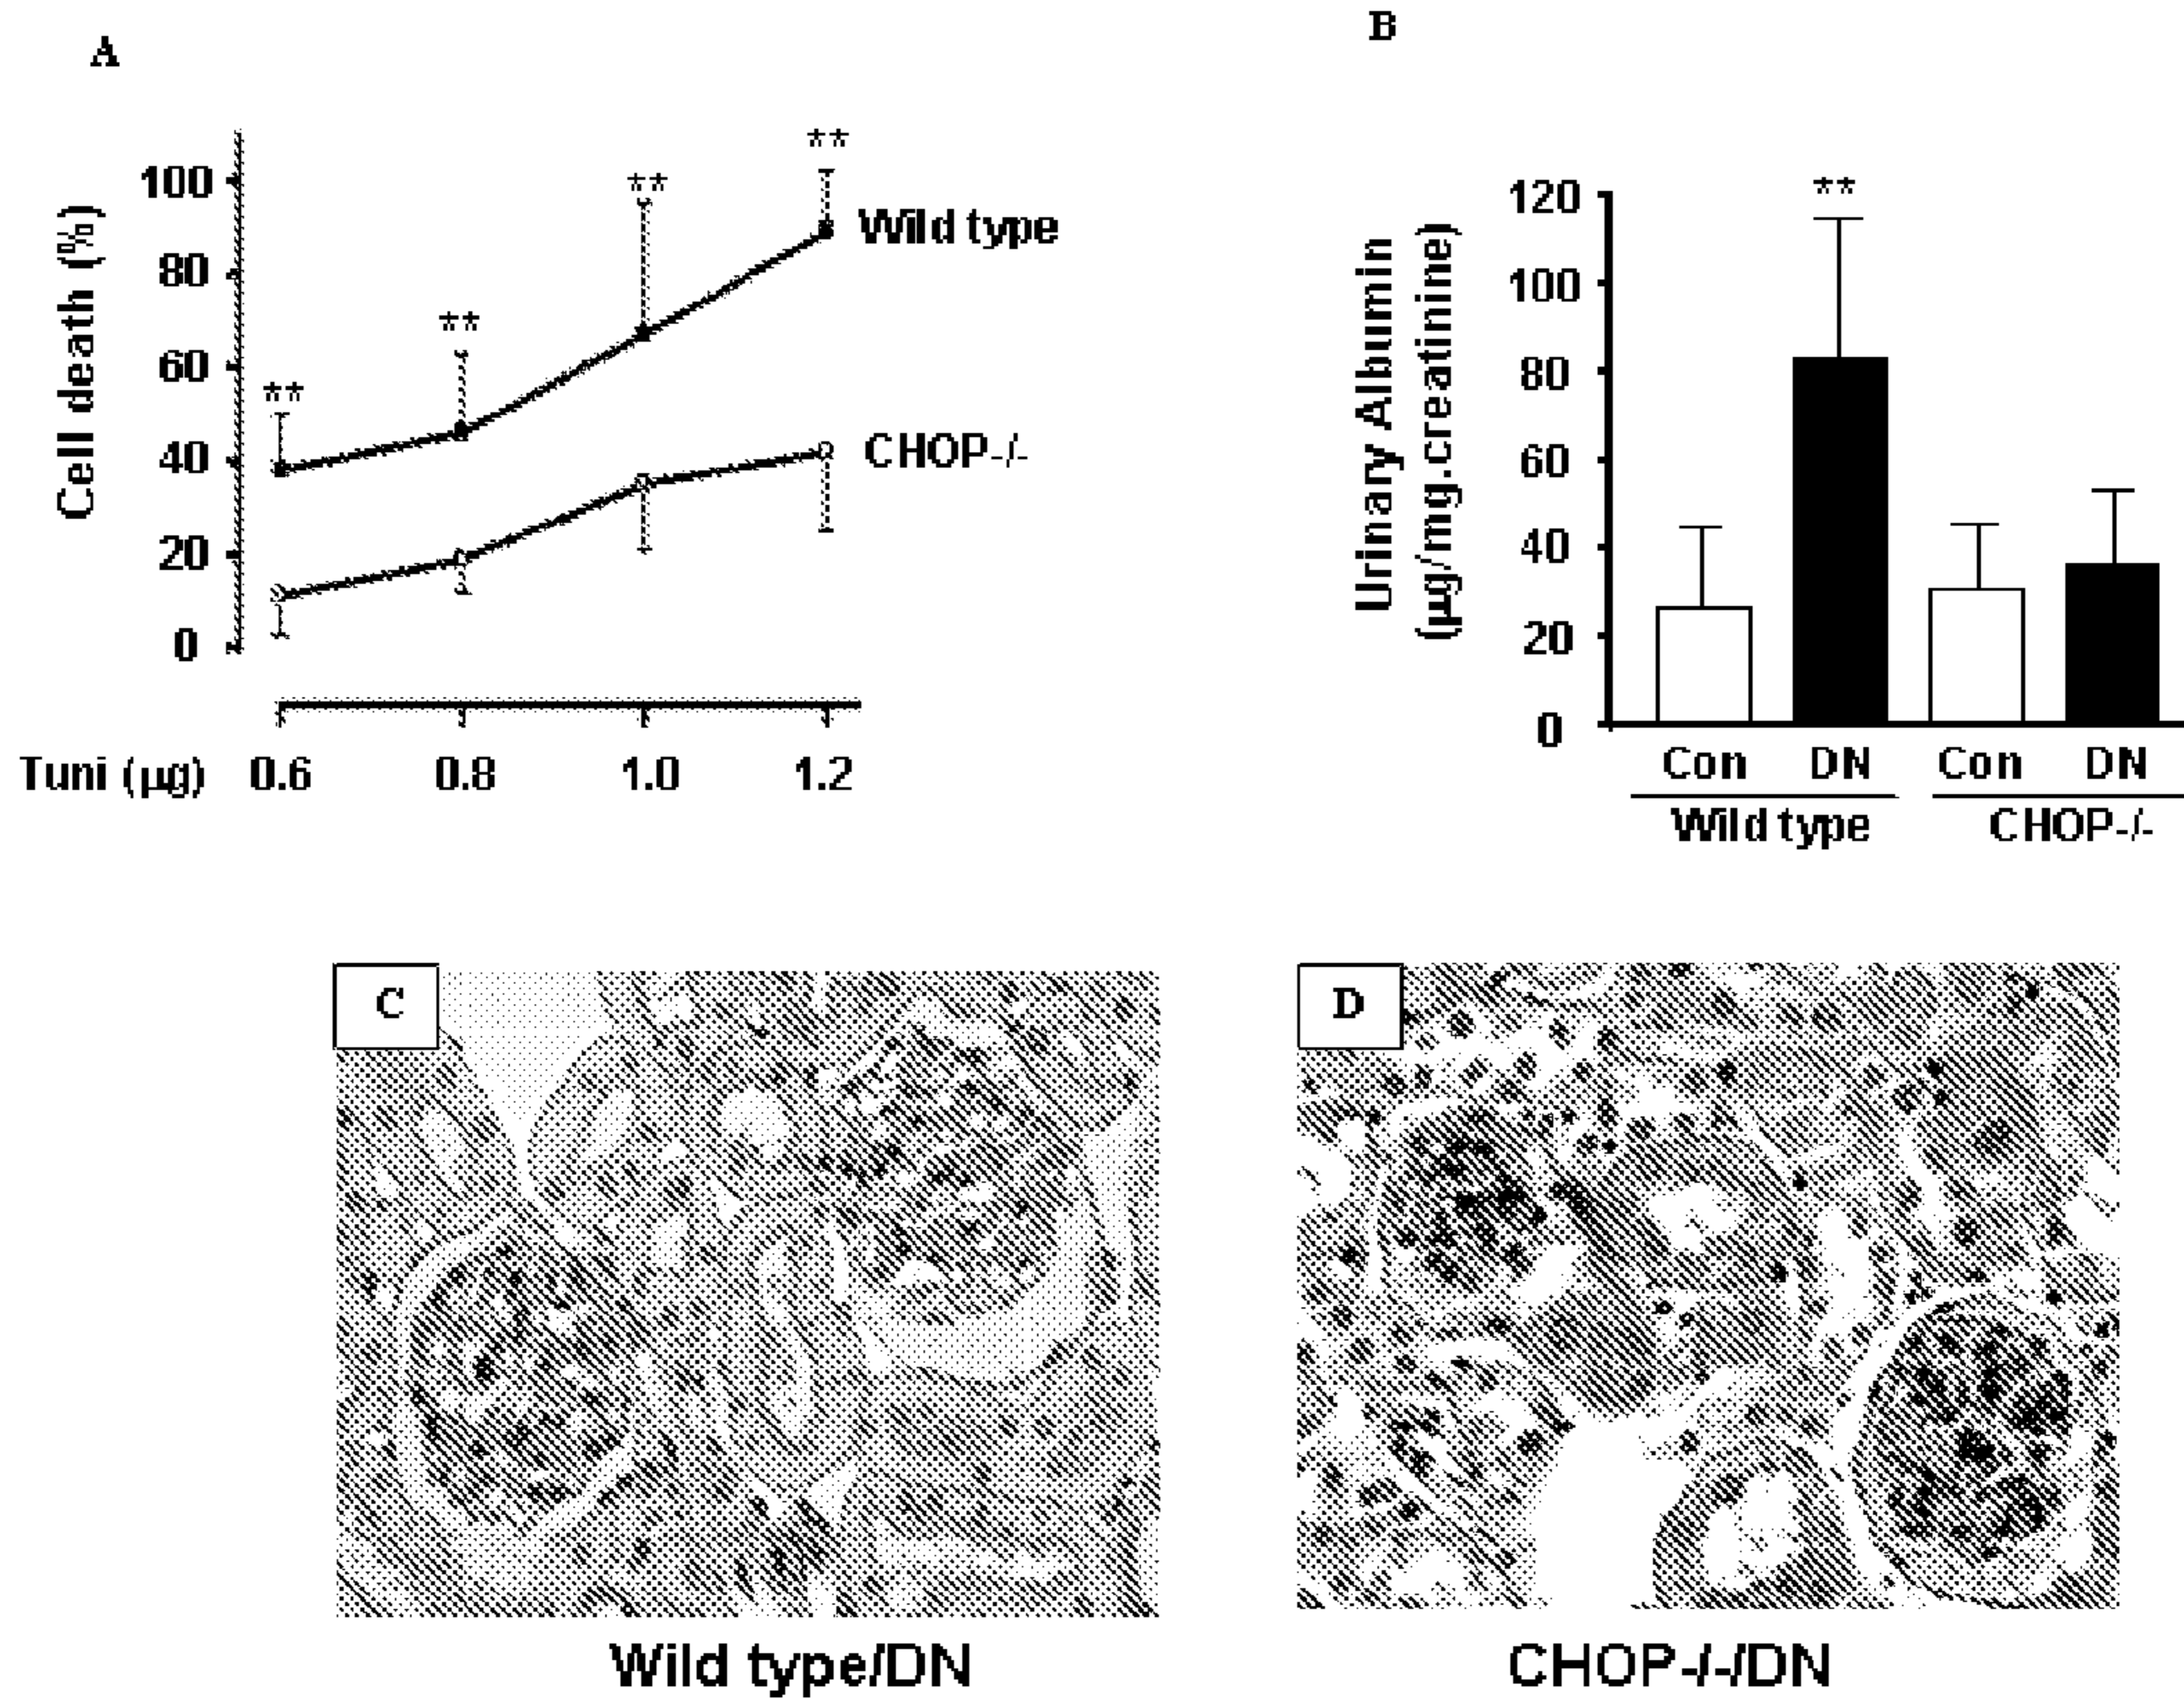 A
**
**
**
**
100
80
60
40
20
0
Cell death (%)
Wild type
CHOP-/-
Tuni (µg) 0.6 0.8 1.0 1.2
B
**
120
100
80
60
40
20
0
Urinary Albumin
(µg/mg.creatinine)
Con DN Con DN
Wild type CHOP-/-
C
Wild type/DN
D
CHOP-/-/DN